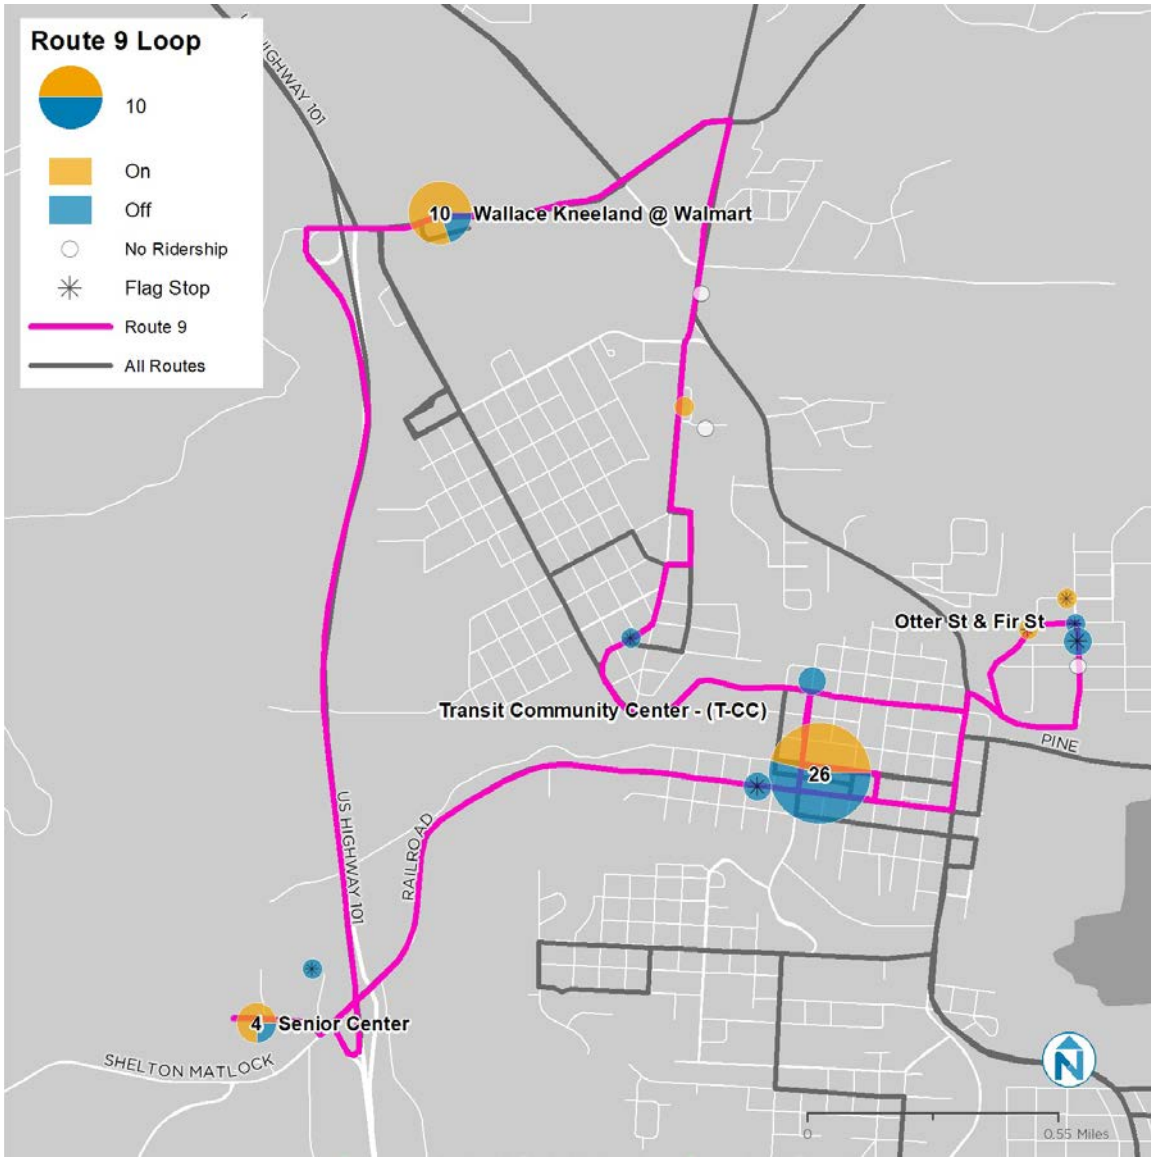 Route 9 Loop
10
On
Off
No Ridership
Flag Stop
Route 9
All Routes
HIGHWAY 101
10 Wallace Kneeland @ Walmart
Otter St & Fir St
Transit Community Center - (T-CC)
PINE
26
RAILROAD
US HIGHWAY 101
4 Senior Center
SHELTON MATLOCK
N
0 0.55 Miles